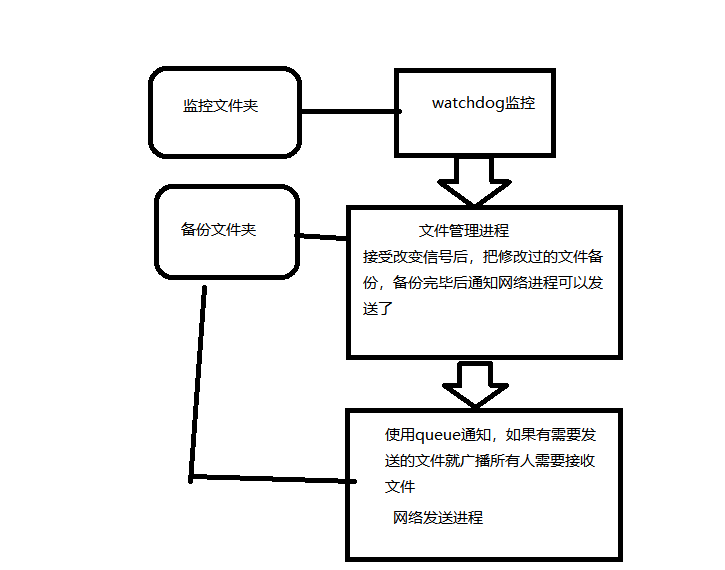 监控文件夹
watchdog监控
备份文件夹
文件管理进程
接受改变信号后，把修改过的文件备
份，备份完毕后通知网络进程可以发
送了
使用queue通知，如果有需要发
送的文件就广播所有人需要接收
文件
网络发送进程